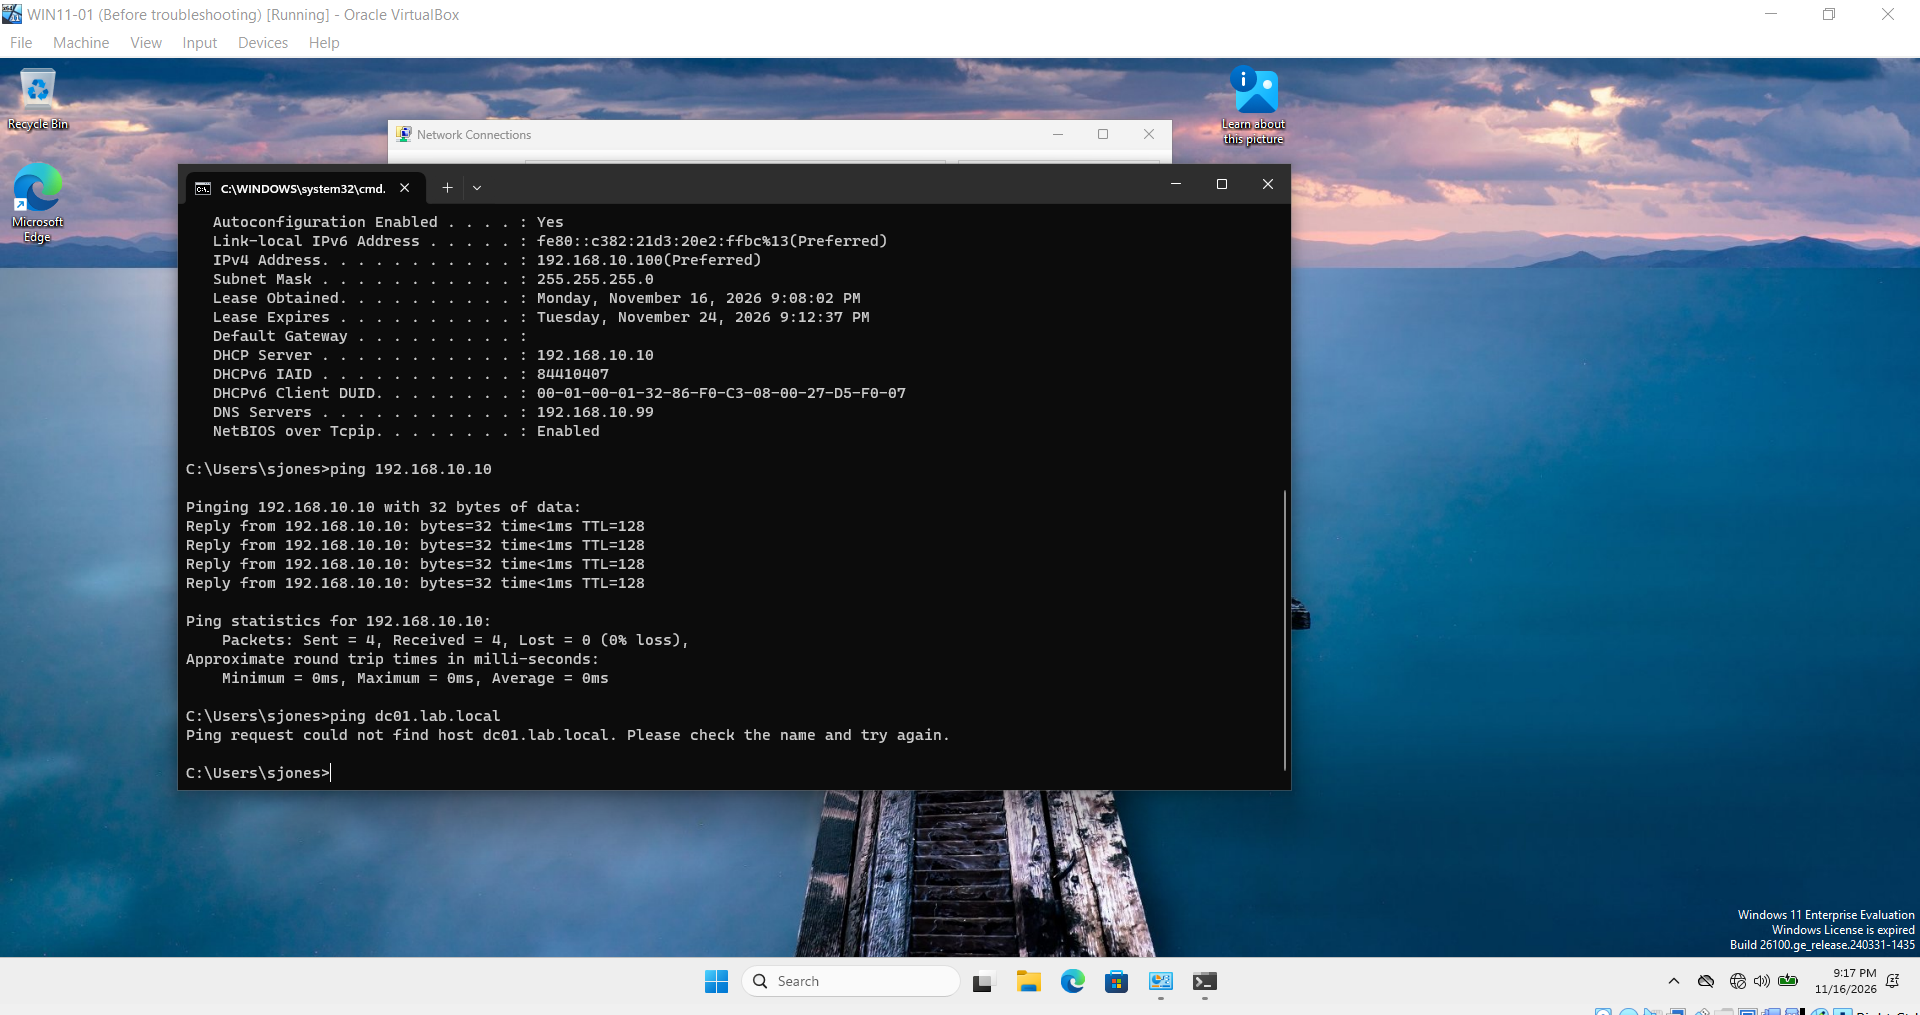 WIN11-01 (Before troubleshooting) [Running] - Oracle VirtualBox
File Machine View Input Devices Help
Recycle Bin
Microsoft
Edge
Learn about
this picture
Network Connections
C:\WINDOWS\system32\cmd.
Autoconfiguration Enabled . . . . : Yes
Link-local IPv6 Address . . . . . : fe80::c382:21d3:20e2:ffbc%13(Preferred)
IPv4 Address. . . . . . . . . . . : 192.168.10.100(Preferred)
Subnet Mask . . . . . . . . . . . : 255.255.255.0
Lease Obtained. . . . . . . . . . : Monday, November 16, 2026 9:08:02 PM
Lease Expires . . . . . . . . . . : Tuesday, November 24, 2026 9:12:37 PM
Default Gateway . . . . . . . . . :
DHCP Server . . . . . . . . . . . : 192.168.10.10
DHCPv6 IAID . . . . . . . . . . . : 84410407
DHCPv6 Client DUID. . . . . . . . : 00-01-00-01-32-86-F0-C3-08-00-27-D5-F0-07
DNS Servers . . . . . . . . . . . : 192.168.10.99
NetBIOS over Tcpip. . . . . . . . : Enabled
C:\Users\sjones>ping 192.168.10.10
Pinging 192.168.10.10 with 32 bytes of data:
Reply from 192.168.10.10: bytes=32 time<1ms TTL=128
Reply from 192.168.10.10: bytes=32 time<1ms TTL=128
Reply from 192.168.10.10: bytes=32 time<1ms TTL=128
Reply from 192.168.10.10: bytes=32 time<1ms TTL=128
Ping statistics for 192.168.10.10:
Packets: Sent = 4, Received = 4, Lost = 0 (0% loss),
Approximate round trip times in milli-seconds:
Minimum = 0ms, Maximum = 0ms, Average = 0ms
C:\Users\sjones>ping dc01.lab.local
Ping request could not find host dc01.lab.local. Please check the name and try again.
C:\Users\sjones>
Windows 11 Enterprise Evaluation
Windows License is expired
Build 26100.ge_release.240331-1435
Search
9:17 PM
11/16/2026